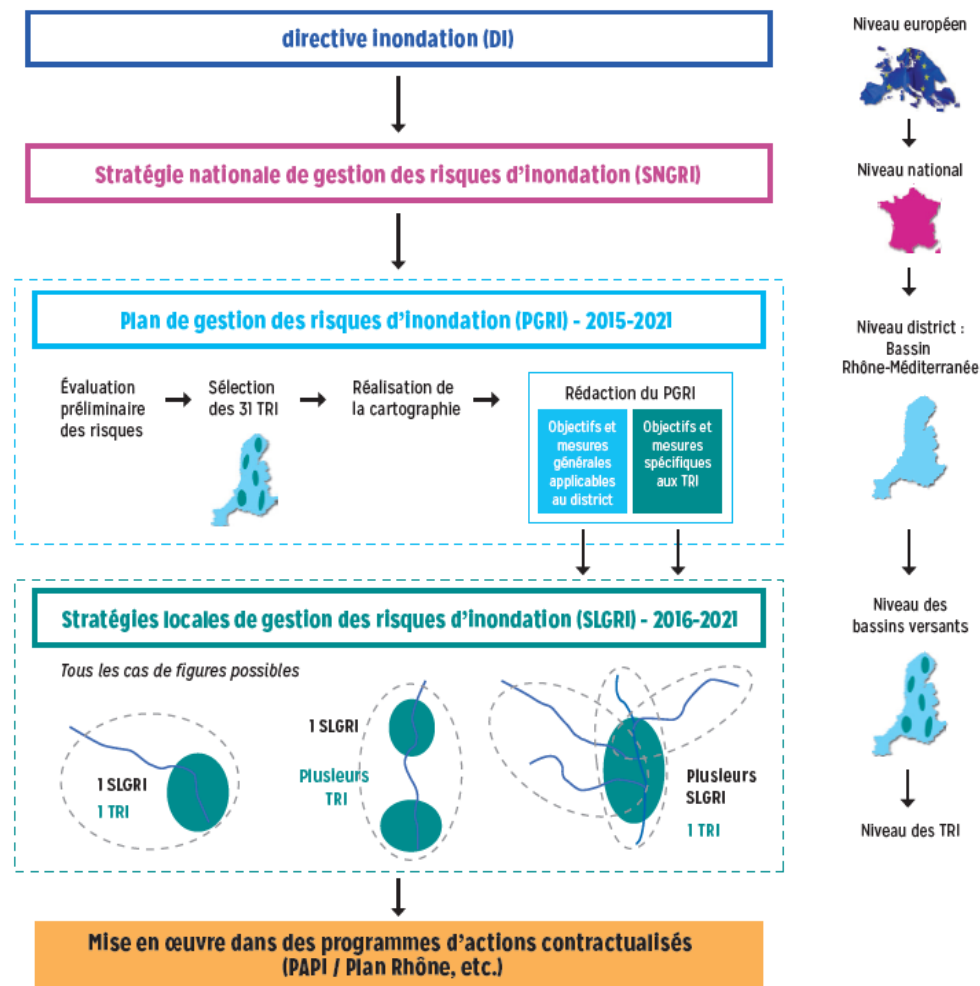 directive inondation (DI)
Stratégie nationale de gestion des risques d'inondation (SNGRI)
Plan de gestion des risques d'inondation (PGRI) - 2015-2021
Évaluation
préliminaire
des risques
Sélection
des 31 TRI
Réalisation de
la cartographie
Rédaction du PGRI
Objectifs et
mesures
générales
applicables
au district
Objectifs et
mesures
spécifiques
aux TRI
Stratégies locales de gestion des risques d'inondation (SLGRI) - 2016-2021
Tous les cas de figures possibles
1 SLGRI
1 TRI
1 SLGRI
Plusieurs
TRI
Plusieurs
SLGRI
1 TRI
Mise en œuvre dans des programmes d'actions contractualisés
(PAPI / Plan Rhône, etc.)
Niveau européen
Niveau national
Niveau district :
Bassin
Rhône-Méditerranée
Niveau des
bassins versants
Niveau des TRI